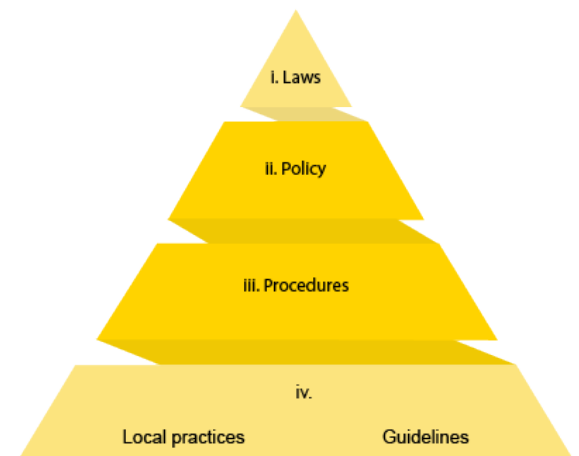 i. Laws
ii. Policy
iii. Procedures
iv.
Local practices Guidelines